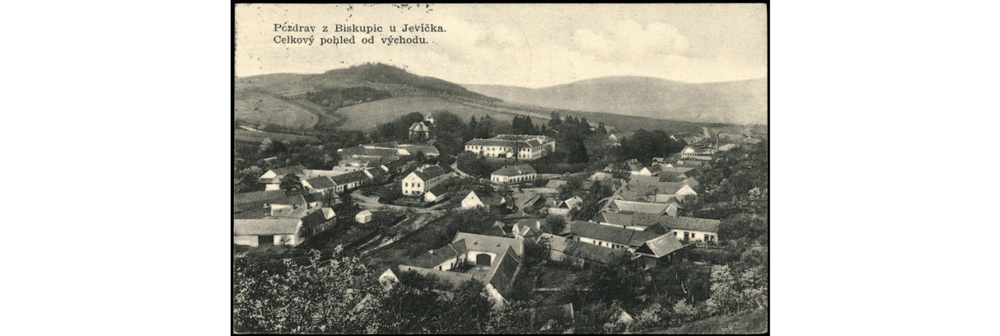 Pozdrav z Biskupic u Jevíčka.
Celkový pohled od východu.